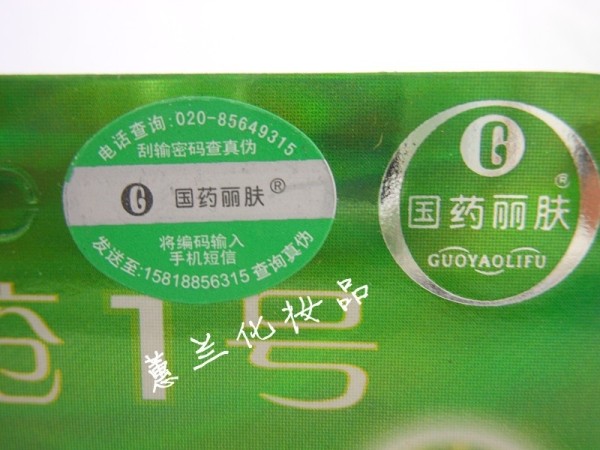 电话查询:020-85649315
刮输密码查真伪
G 国药丽肤®
将编码输入
手机短信
发送至:15818856315 查询真伪
G
国药丽肤®
GUOYAOLIFU
1号
蕙兰化妆品